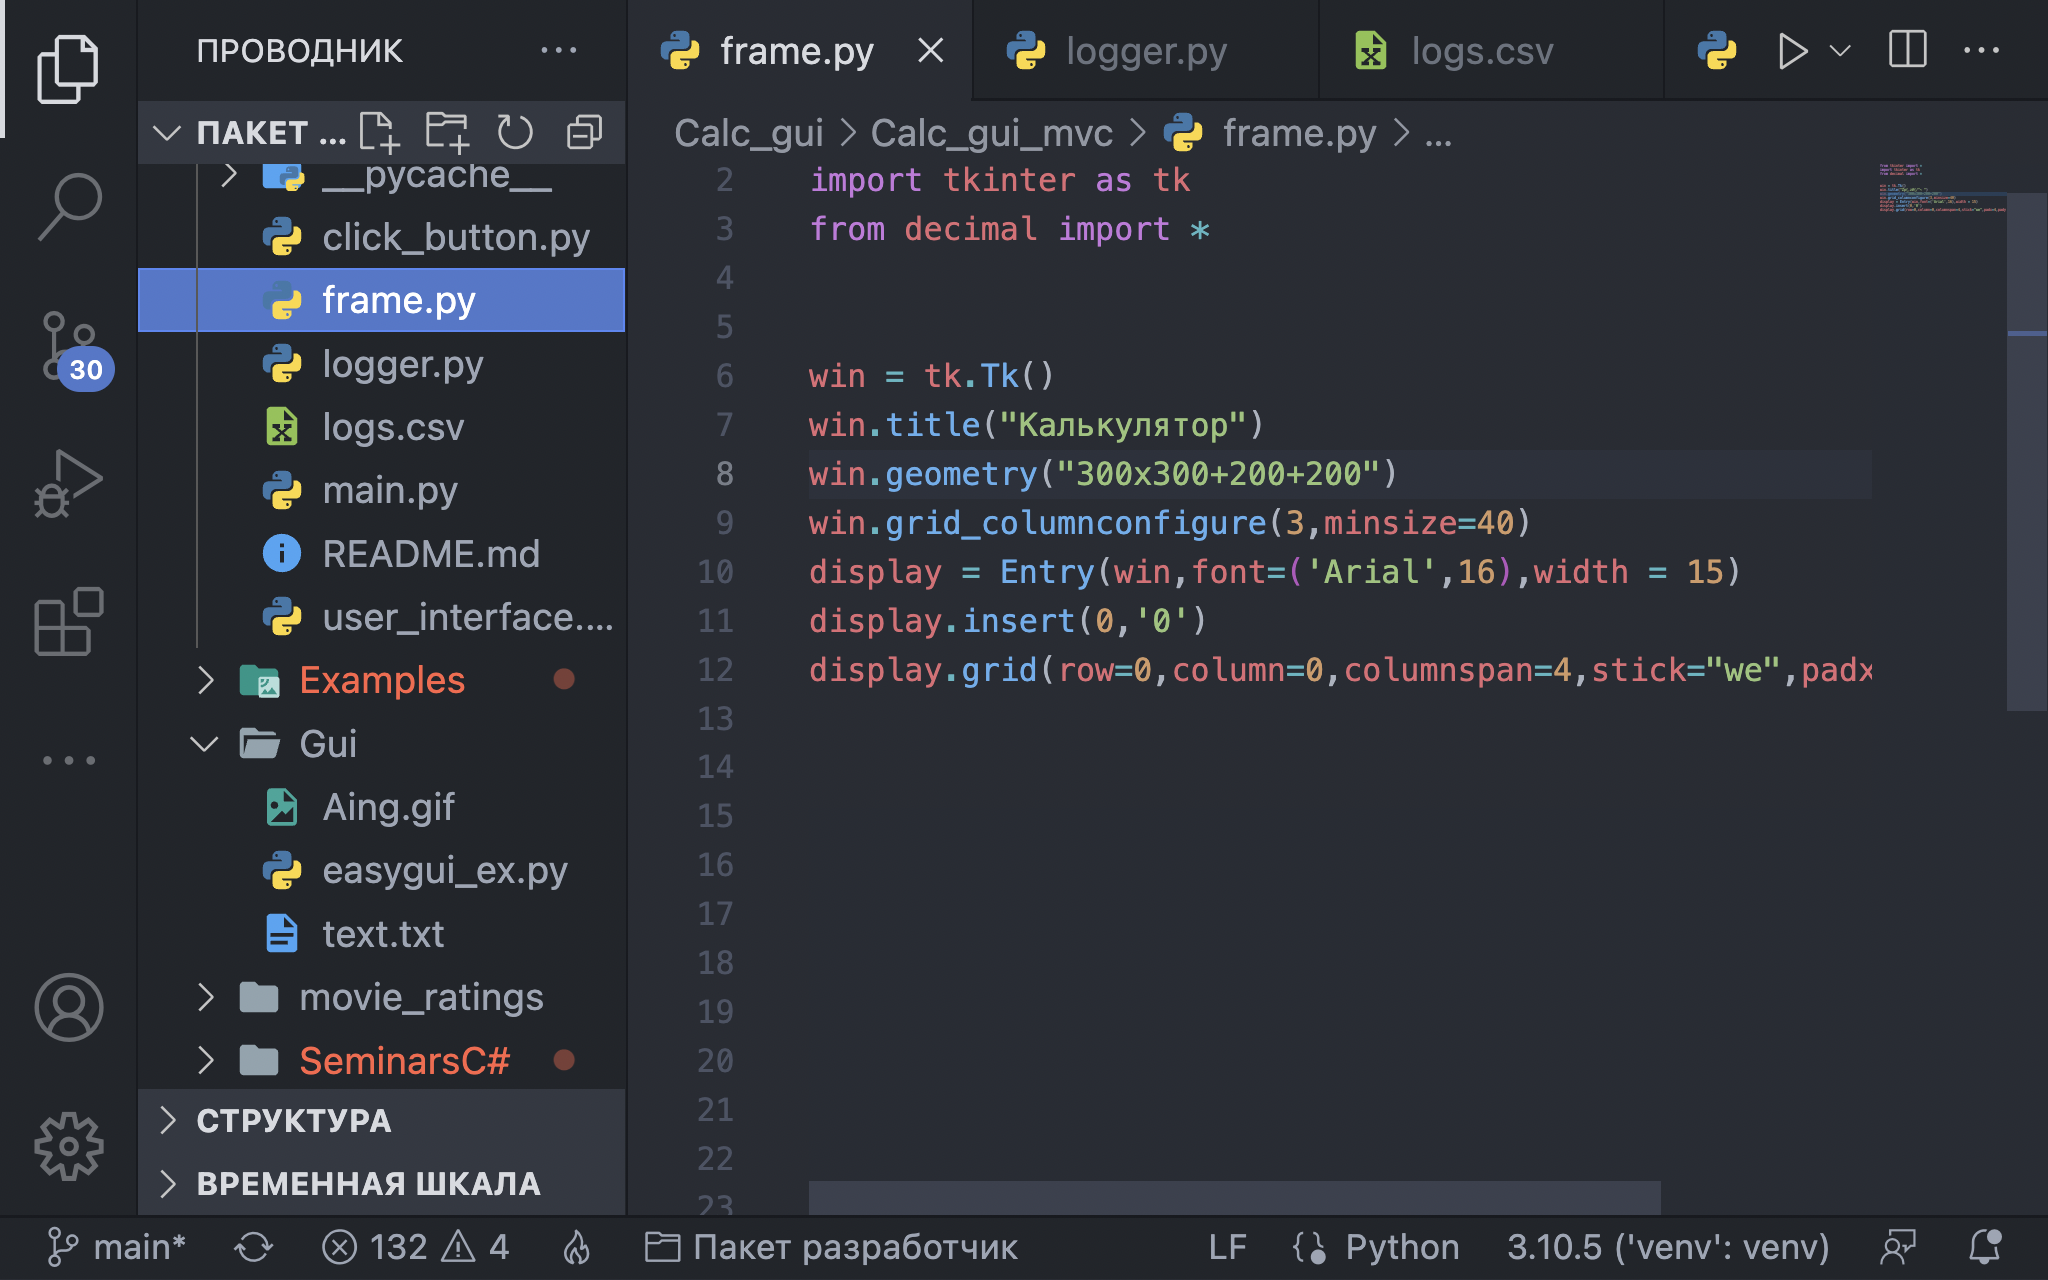 ПРОВОДНИК
ПАКЕТ ...
__pycache__
click_button.py
frame.py
logger.py
logs.csv
main.py
README.md
user_interface....
Examples
Gui
Aing.gif
easygui_ex.py
text.txt
movie_ratings
SeminarsC#
СТРУКТУРА
ВРЕМЕННАЯ ШКАЛА
30
frame.py logger.py logs.csv
Calc_gui > Calc_gui_mvc > frame.py > ...
2 import tkinter as tk
3 from decimal import *
4
5
6 win = tk.Tk()
7 win.title("Калькулятор")
8 win.geometry("300x300+200+200")
9 win.grid_columnconfigure(3,minsize=40)
10 display = Entry(win,font=('Arial',16),width = 15)
11 display.insert(0,'0')
12 display.grid(row=0,column=0,columnspan=4,stick="we",padx
13
14
15
16
17
18
19
20
21
22
23
main* 132 4 Пакет разработчик LF Python 3.10.5 ('venv': venv)